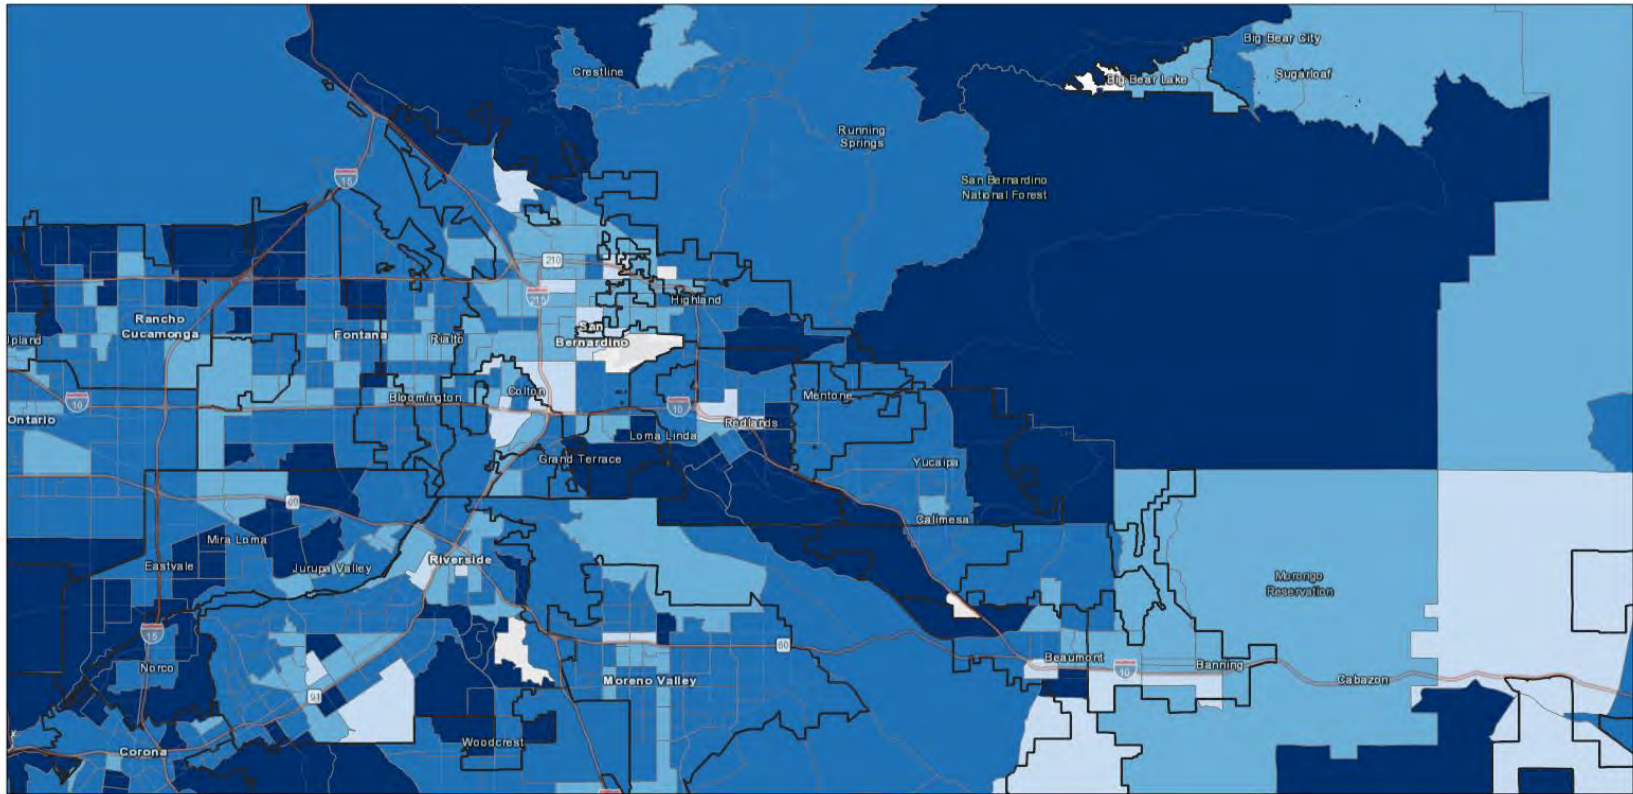 Big Bear City
Crestline
Big Bear Lake
Sugarloaf
Running
Springs
15
San Bernardino
National Forest
210
215
Highland
Rancho
Cucamonga
Fontana
Rialto
San
Bernardino
Upland
10
Bloomington
Colton
10
Mentone
Ontario
Redlands
Loma Linda
Grand Terrace
Yucaipa
60
Calimesa
Mira Loma
Riverside
Eastvale
Jurupa Valley
Morongo
Reservation
15
60
Norco
Beaumont
10
Banning
Moreno Valley
Cabazon
91
Woodcrest
Corona